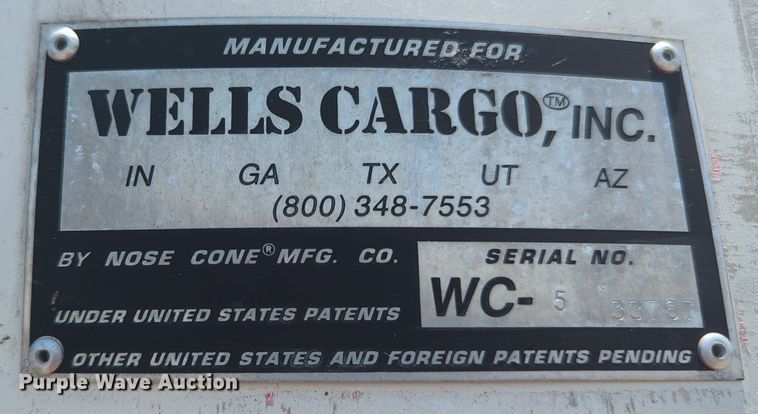 MANUFACTURED FOR
WELLS CARGO,™ INC.
IN GA TX UT AZ
(800) 348-7553
BY NOSE CONE® MFG. CO.
SERIAL NO.
WC- 5 33767
UNDER UNITED STATES PATENTS
OTHER UNITED STATES AND FOREIGN PATENTS PENDING
Purple Wave Auction